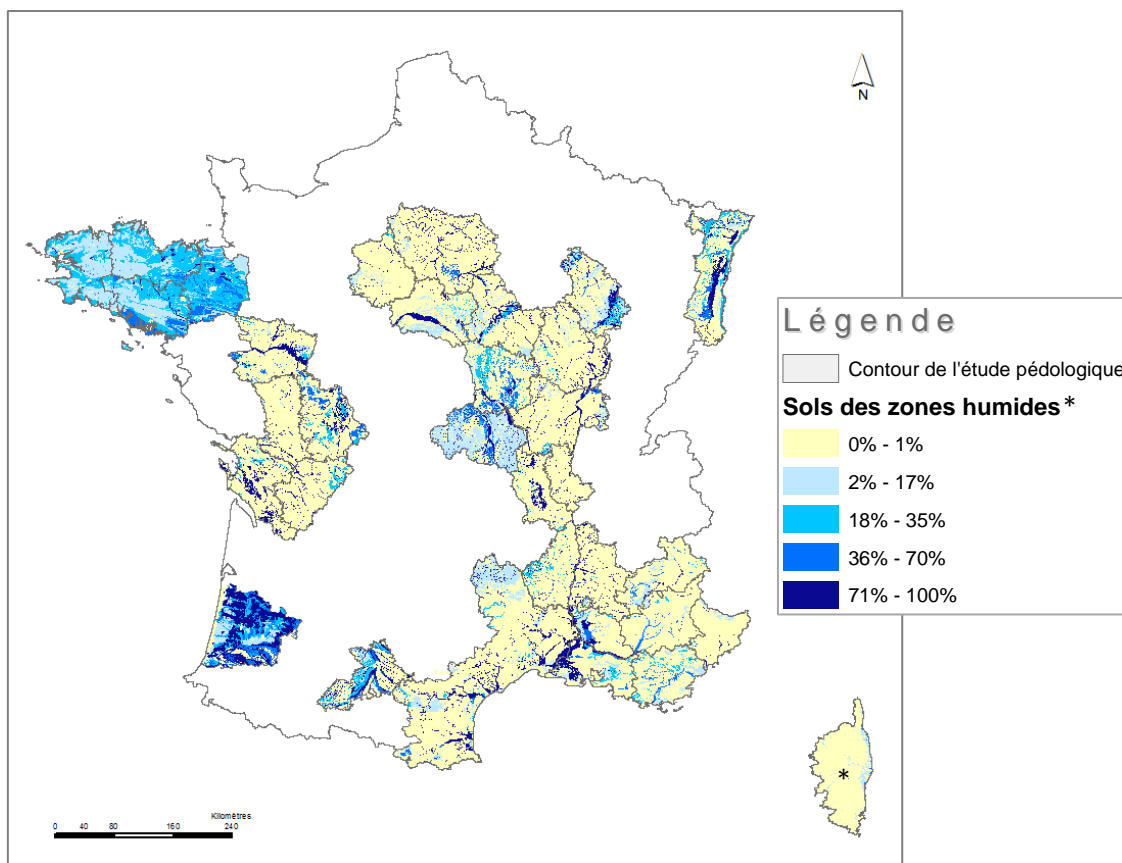 N
Légende
Contour de l'étude pédologique
Sols des zones humides*
0% - 1%
2% - 17%
18% - 35%
36% - 70%
71% - 100%
*
Kilomètres
0 40 80 160 240